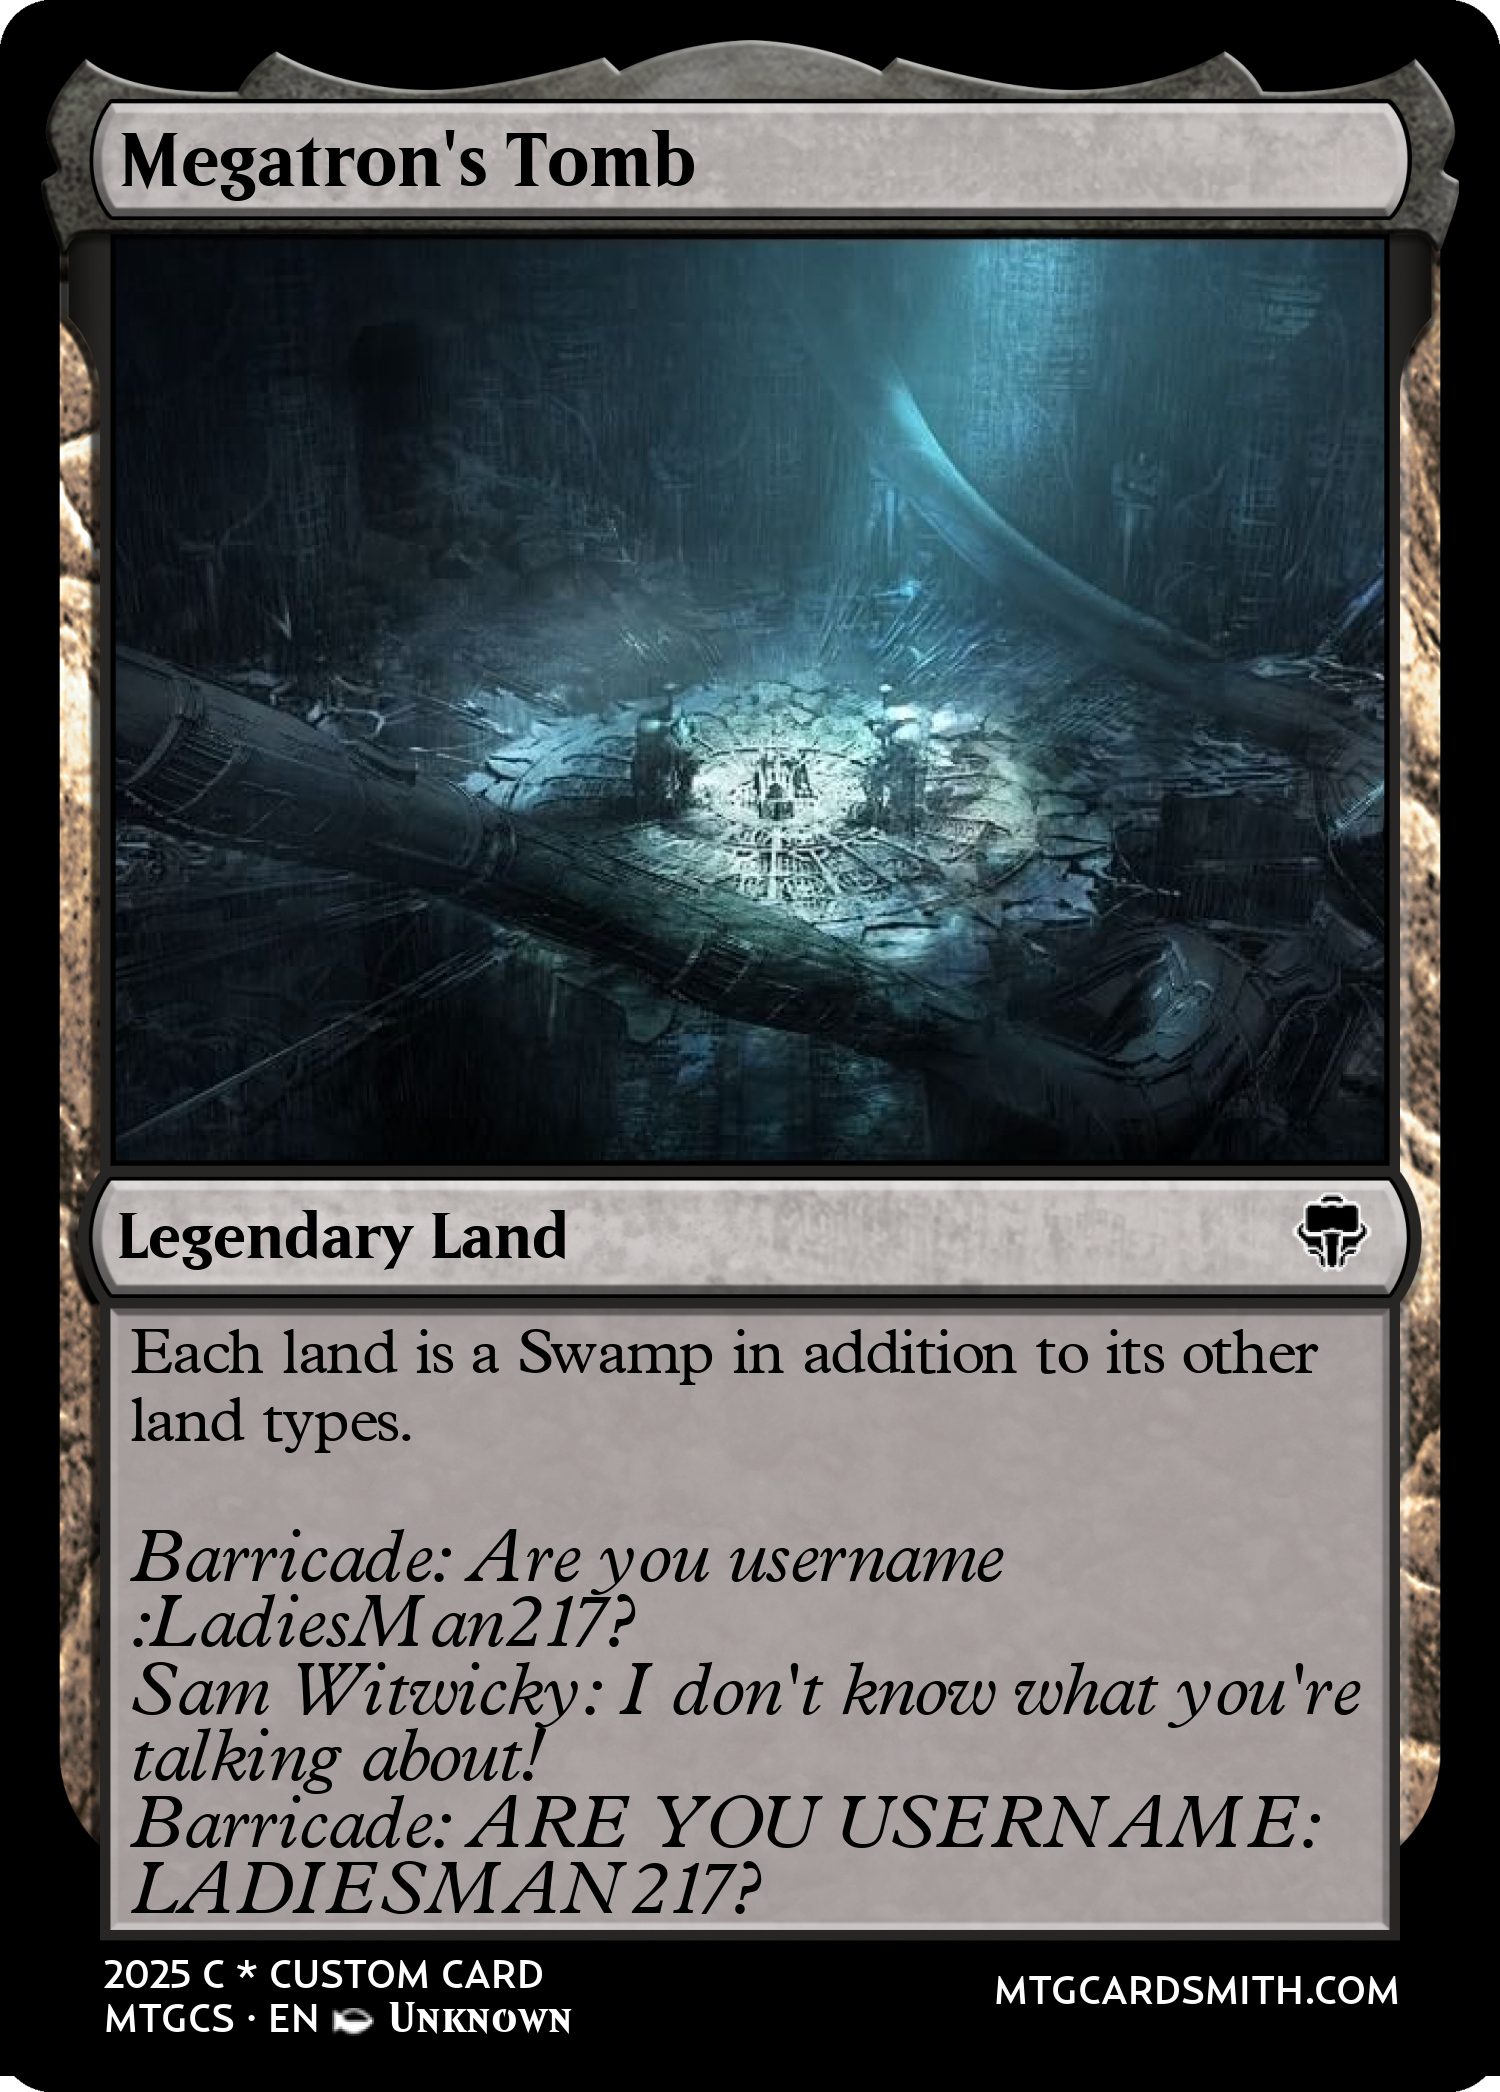 Megatron's Tomb
Legendary Land
Each land is a Swamp in addition to its other
land types.
Barricade: Are you username
:LadiesMan217?
Sam Witwicky: I don't know what you're
talking about!
Barricade: ARE YOU USERNAME:
LADIESMAN217?
2025 C * CUSTOM CARD
MTGCS · EN UNKNOWN
MTGCARDSMITH.COM